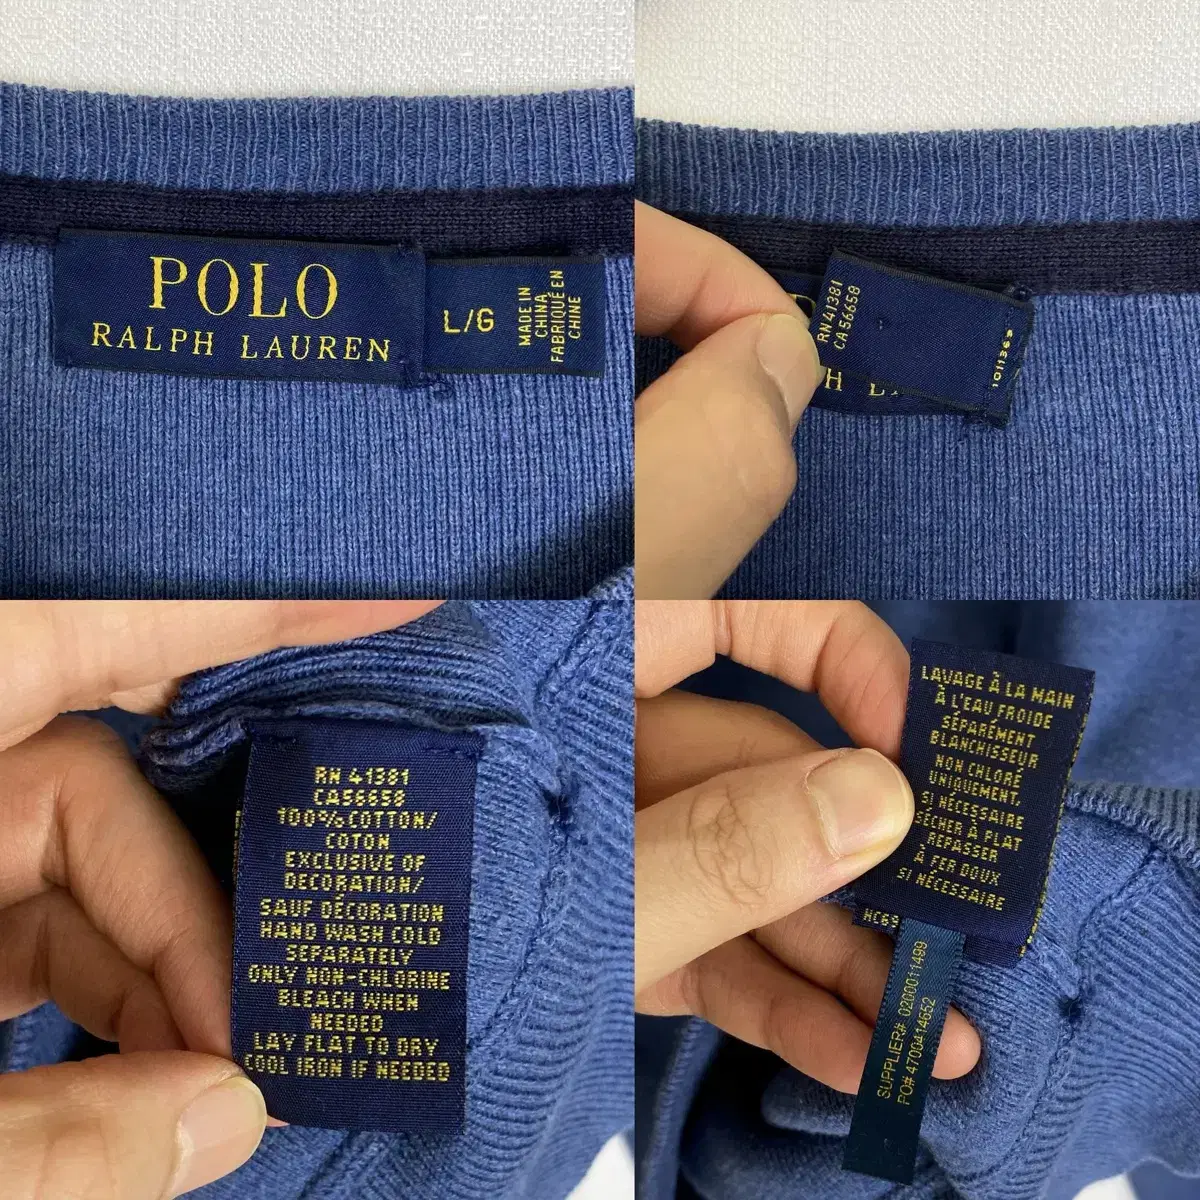 POLO
RALPH LAUREN
L/G
MADE IN
CHINA
FABRIQUÉ EN
CHINE
RN 41381
CA56658
1011363
H
RN 41381
CA56658
100% COTTON/
COTON
EXCLUSIVE OF
DECORATION/
SAUF DÉCORATION
HAND WASH COLD
SEPARATELY
ONLY NON-CHLORINE
BLEACH WHEN
NEEDED
LAY FLAT TO DRY
COOL IRON IF NEEDED
LAVAGE À LA MAIN
À L'EAU FROIDE
SÉPARÉMENT
BLANCHISSEUR
NON CHLORÉ
UNIQUEMENT,
SI NÉCESSAIRE
SÉCHER À PLAT
REPASSER
À FER DOUX
SI NÉCESSAIRE
HC69
SUPPLIER# 0200011499
PO# 4700414652